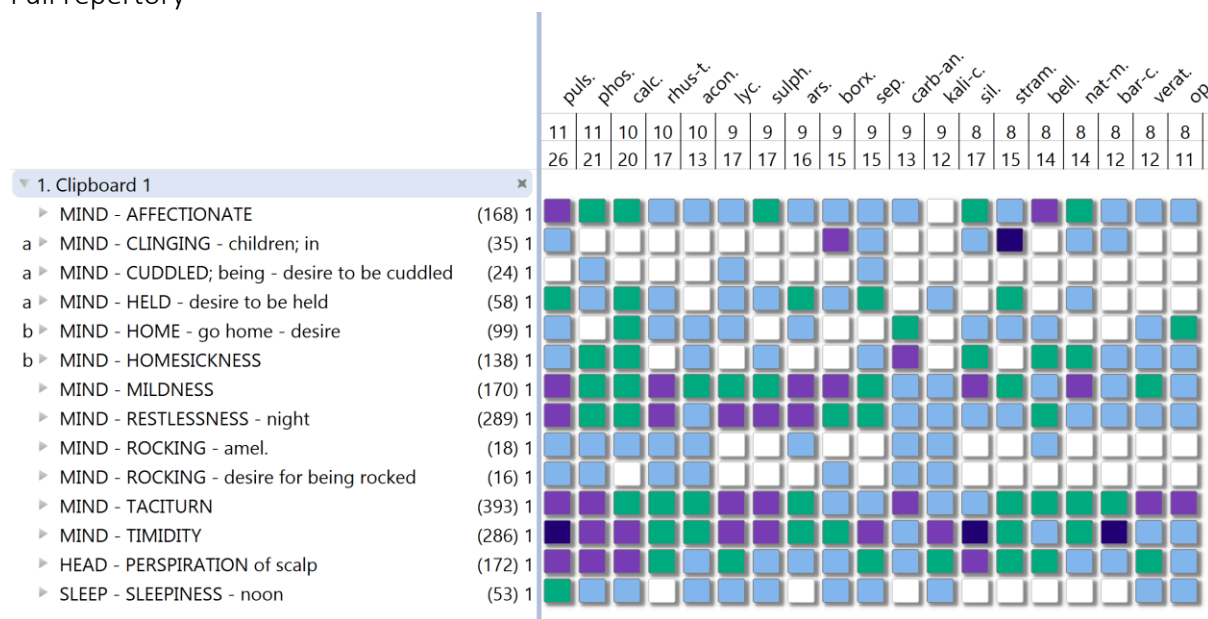 Full repertory
puls. phos. calc. rhus-t. acon. lyc. sulph. ars. borx. sep. carb-an. kali-c. sil. stram. bell. nat-m. bar-c. verat. op
11 11 10 10 10 9 9 9 9 9 9 9 8 8 8 8 8 8 8
26 21 20 17 13 17 17 16 15 15 13 12 17 15 14 14 12 12 11
1. Clipboard 1
MIND - AFFECTIONATE (168) 1
a MIND - CLINGING - children; in (35) 1
a MIND - CUDDLED; being - desire to be cuddled (24) 1
a MIND - HELD - desire to be held (58) 1
b MIND - HOME - go home - desire (99) 1
b MIND - HOMESICKNESS (138) 1
MIND - MILDNESS (170) 1
MIND - RESTLESSNESS - night (289) 1
MIND - ROCKING - amel. (18) 1
MIND - ROCKING - desire for being rocked (16) 1
MIND - TACITURN (393) 1
MIND - TIMIDITY (286) 1
HEAD - PERSPIRATION of scalp (172) 1
SLEEP - SLEEPINESS - noon (53) 1